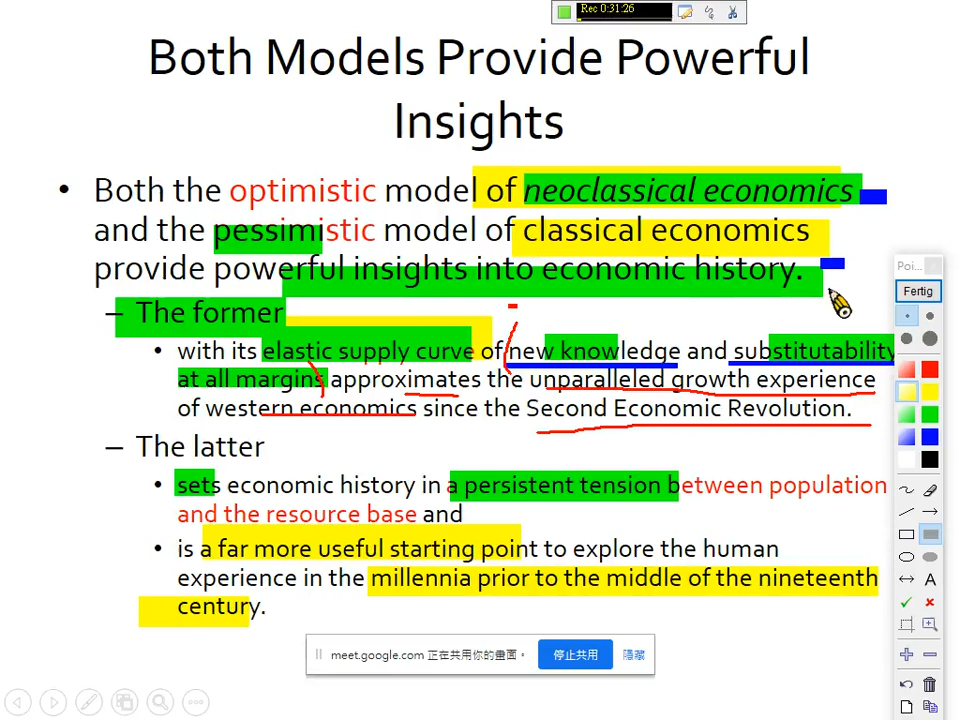 Rec 0:31:26
Both Models Provide Powerful
Insights
• Both the optimistic model of neoclassical economics
and the pessimistic model of classical economics
provide powerful insights into economic history.
– The former
• with its elastic supply curve of new knowledge and substitutability
at all margins approximates the unparalleled growth experience
of western economics since the Second Economic Revolution.
– The latter
• sets economic history in a persistent tension between population
and the resource base and
• is a far more useful starting point to explore the human
experience in the millennia prior to the middle of the nineteenth
century.
Poi...
Fertig
A
meet.google.com 正在共用你的畫面。
停止共用
隱藏